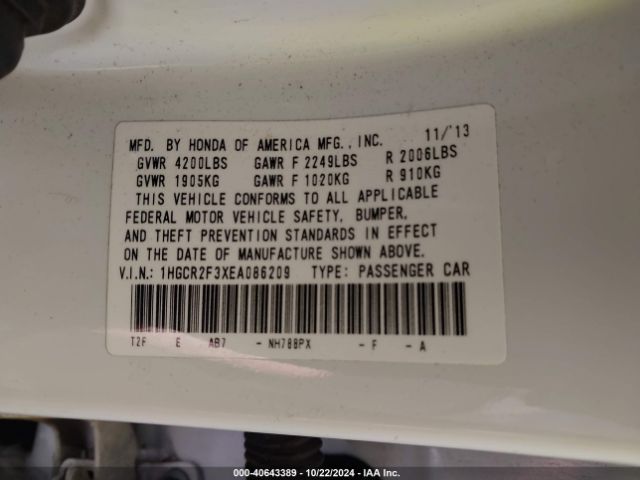 MFD. BY HONDA OF AMERICA MFG., INC. 11/'13
GVWR 4200LBS GAWR F 2249LBS R 2006LBS
GVWR 1905KG GAWR F 1020KG R 910KG
THIS VEHICLE CONFORMS TO ALL APPLICABLE
FEDERAL MOTOR VEHICLE SAFETY, BUMPER,
AND THEFT PREVENTION STANDARDS IN EFFECT
ON THE DATE OF MANUFACTURE SHOWN ABOVE.
V.I.N.: 1HGCR2F3XEA086209 TYPE: PASSENGER CAR
T2F E AB7 - NH788PX - F - A
000-40643389 - 10/22/2024 - IAA Inc.